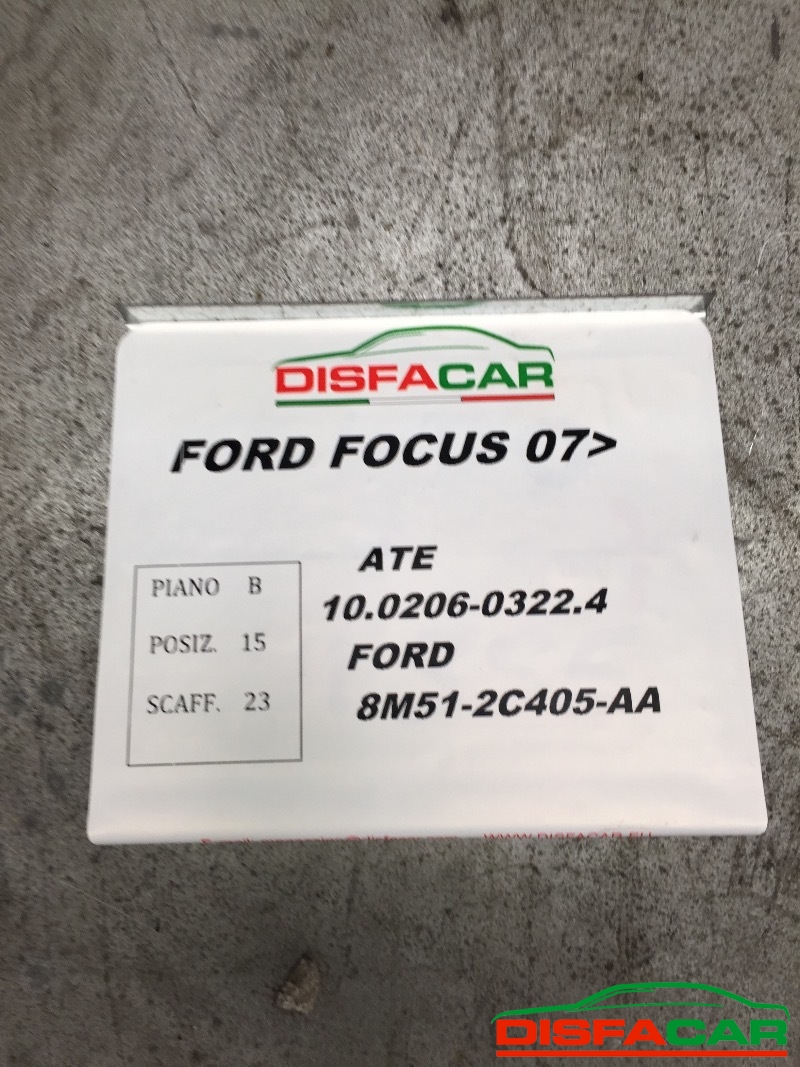 DISFACAR
FORD FOCUS 07>
ATE
10.0206-0322.4
FORD
8M51-2C405-AA
PIANO B
POSIZ. 15
SCAFF. 23
WWW.DISFACAR.EU
DISFACAR